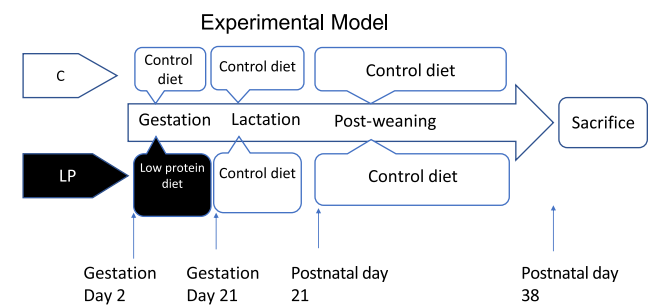 Experimental Model
C
Control
diet
Control diet
Control diet
Gestation
Lactation
Post-weaning
Sacrifice
LP
Low protein
diet
Control diet
Control diet
Gestation
Day 2
Gestation
Day 21
Postnatal day
21
Postnatal day
38